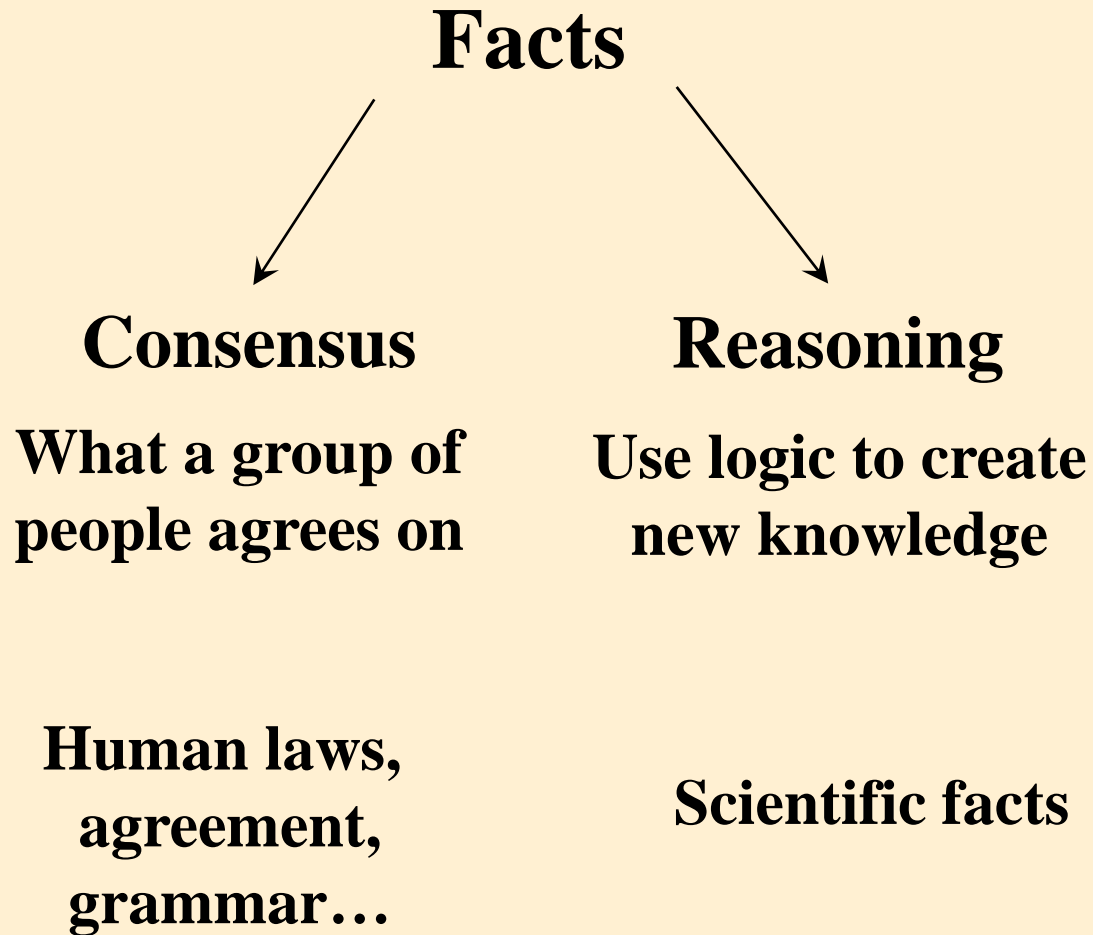 Facts
Consensus
What a group of
people agrees on
Human laws,
agreement,
grammar…
Reasoning
Use logic to create
new knowledge
Scientific facts